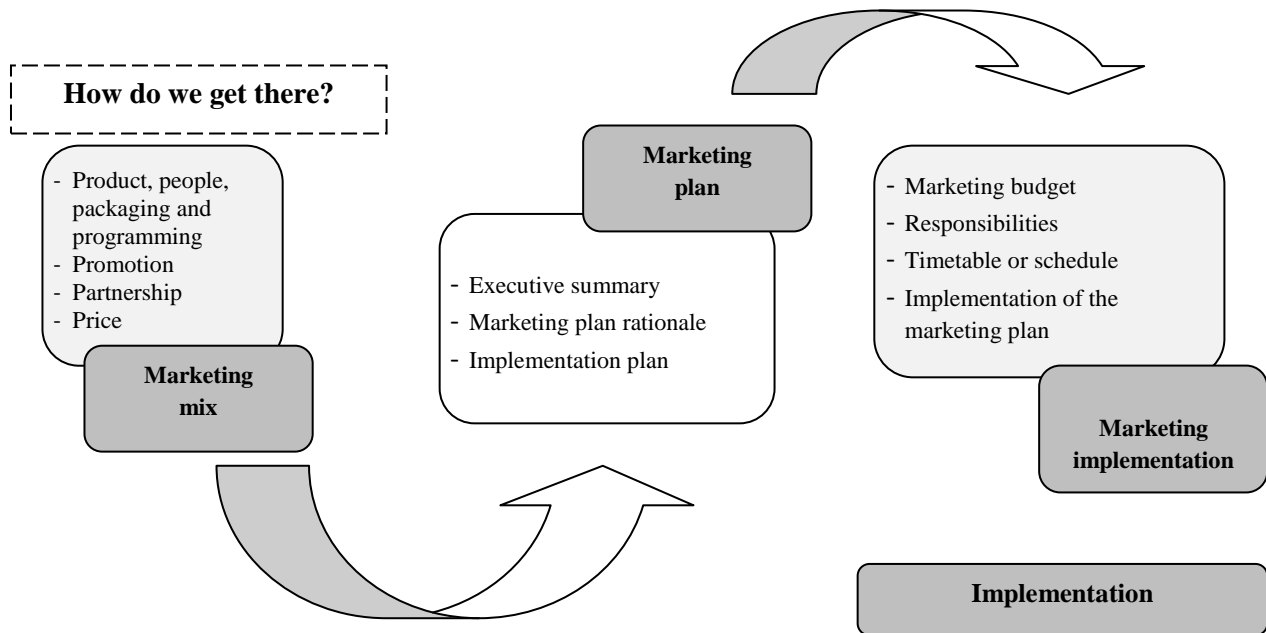 How do we get there?
- Product, people,
packaging and
programming
- Promotion
- Partnership
- Price
Marketing
mix
Marketing
plan
- Executive summary
- Marketing plan rationale
- Implementation plan
- Marketing budget
- Responsibilities
- Timetable or schedule
- Implementation of the
marketing plan
Marketing
implementation
Implementation